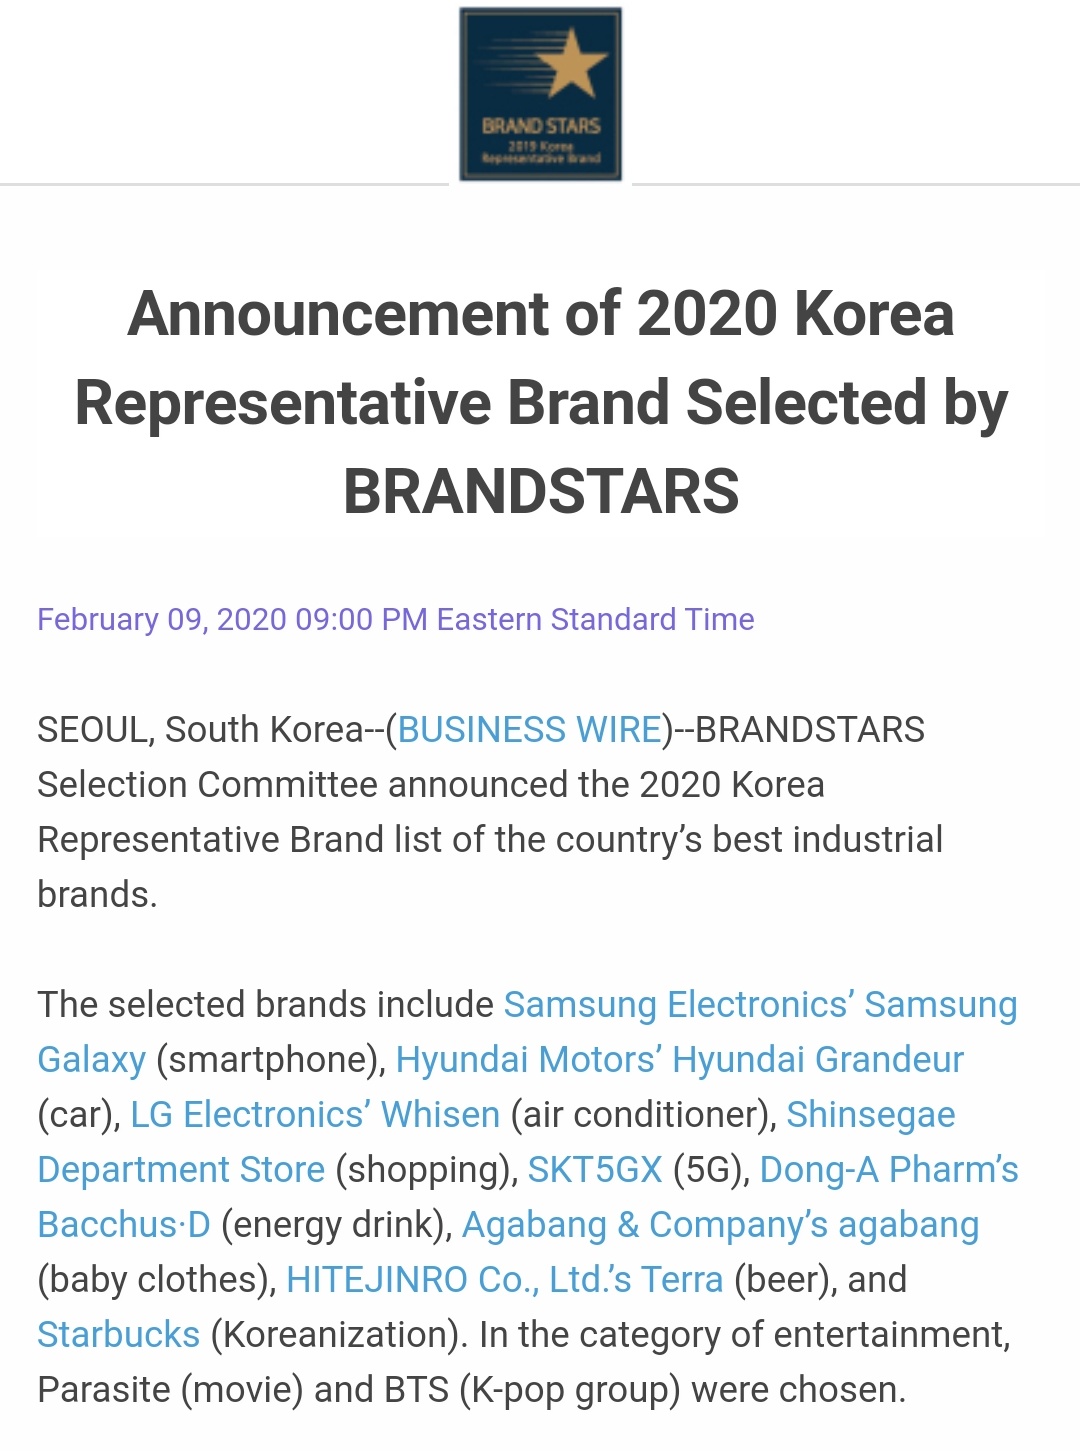 BRAND STARS
2019 Korea
Representative Brand
Announcement of 2020 Korea
Representative Brand Selected by
BRANDSTARS
February 09, 2020 09:00 PM Eastern Standard Time
SEOUL, South Korea--(BUSINESS WIRE)--BRANDSTARS
Selection Committee announced the 2020 Korea
Representative Brand list of the country’s best industrial
brands.
The selected brands include Samsung Electronics’ Samsung
Galaxy (smartphone), Hyundai Motors’ Hyundai Grandeur
(car), LG Electronics’ Whisen (air conditioner), Shinsegae
Department Store (shopping), SKT5GX (5G), Dong-A Pharm’s
Bacchus·D (energy drink), Agabang & Company’s agabang
(baby clothes), HITEJINRO Co., Ltd.’s Terra (beer), and
Starbucks (Koreanization). In the category of entertainment,
Parasite (movie) and BTS (K-pop group) were chosen.